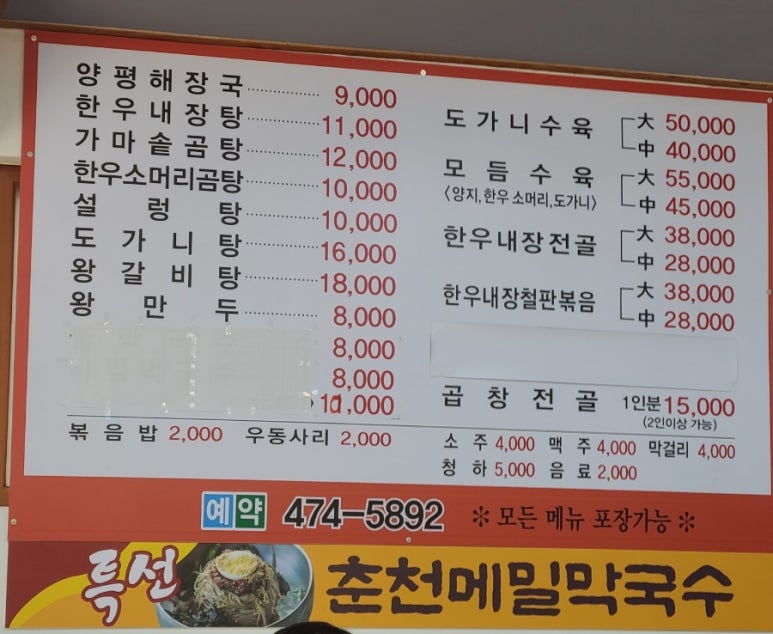 양평해장국 9,000
한우내장탕 11,000
가마솥곰탕 12,000
한우소머리곰탕 10,000
설렁탕 10,000
도가니탕 16,000
왕갈비탕 18,000
왕만두 8,000
8,000
8,000
10,000
볶음밥 2,000 우동사리 2,000
도가니수육 大 50,000
中 40,000
모듬수육 大 55,000
〈양지,한우 소머리,도가니〉 中 45,000
한우내장전골 大 38,000
中 28,000
한우내장철판볶음 大 38,000
中 28,000
곱창전골 1인분 15,000
(2인이상 가능)
소주 4,000 맥주 4,000 막걸리 4,000
청하 5,000 음료 2,000
예약 474-5892 ※ 모든 메뉴 포장가능 ※
특선 춘천메밀막국수